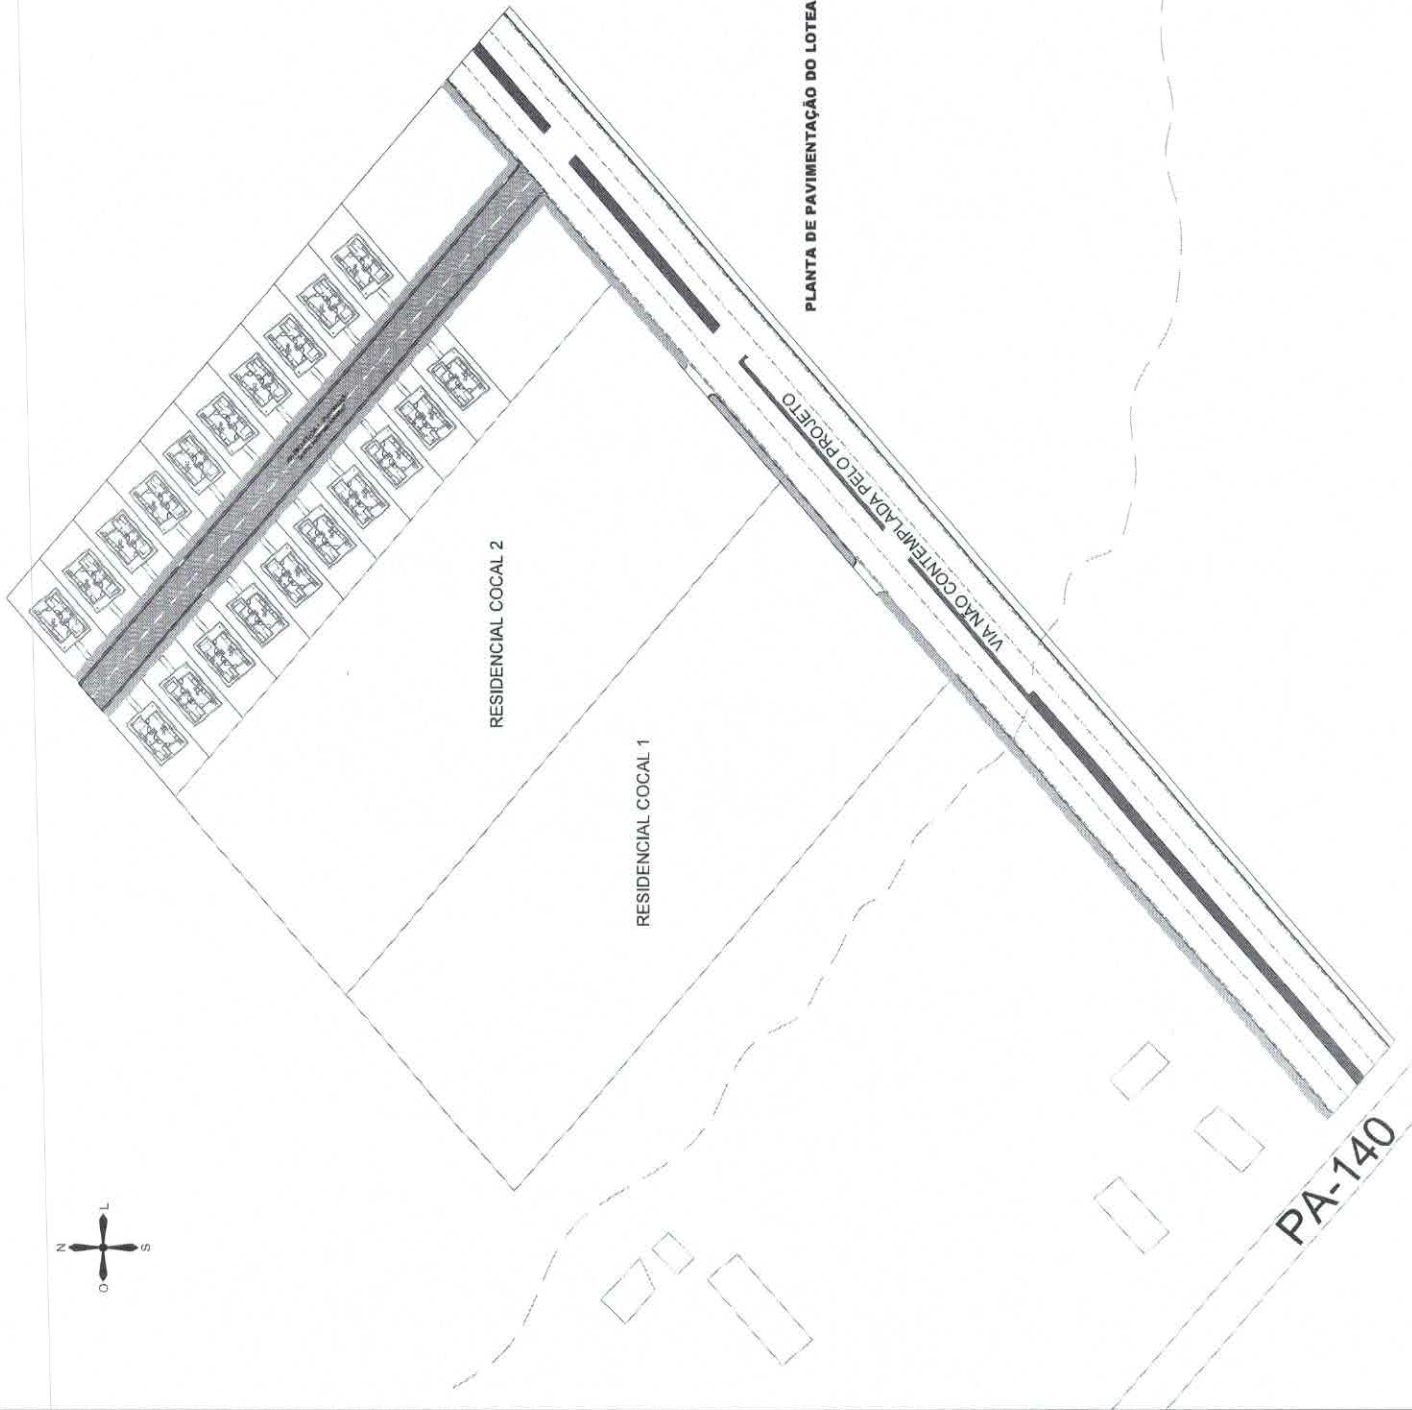 PLANTA DE PAVIMENTAÇÃO DO LOTEA
VIA NÃO CONTEMPLADA PELO PROJETO
RESIDENCIAL COCAL 2
RESIDENCIAL COCAL 1
N
O
L
S
PA-140